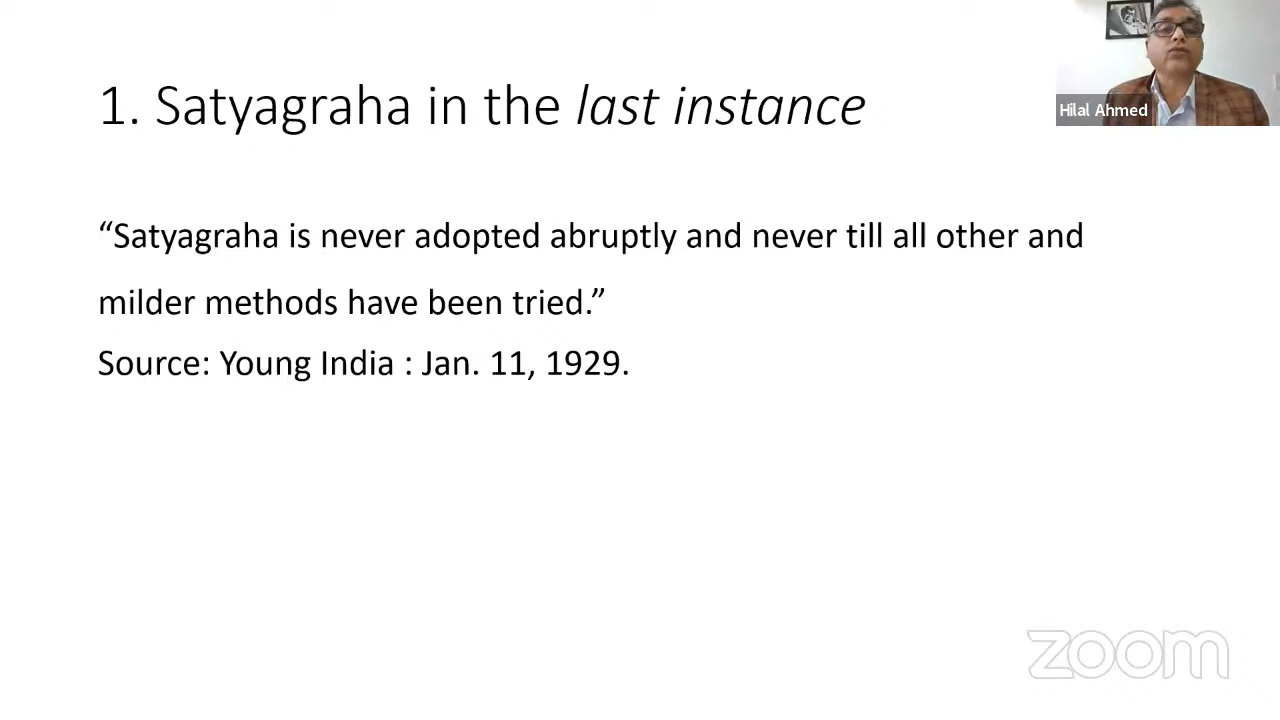 1. Satyagraha in the last instance
Hilal Ahmed
“Satyagraha is never adopted abruptly and never till all other and
milder methods have been tried.”
Source: Young India : Jan. 11, 1929.
zoom